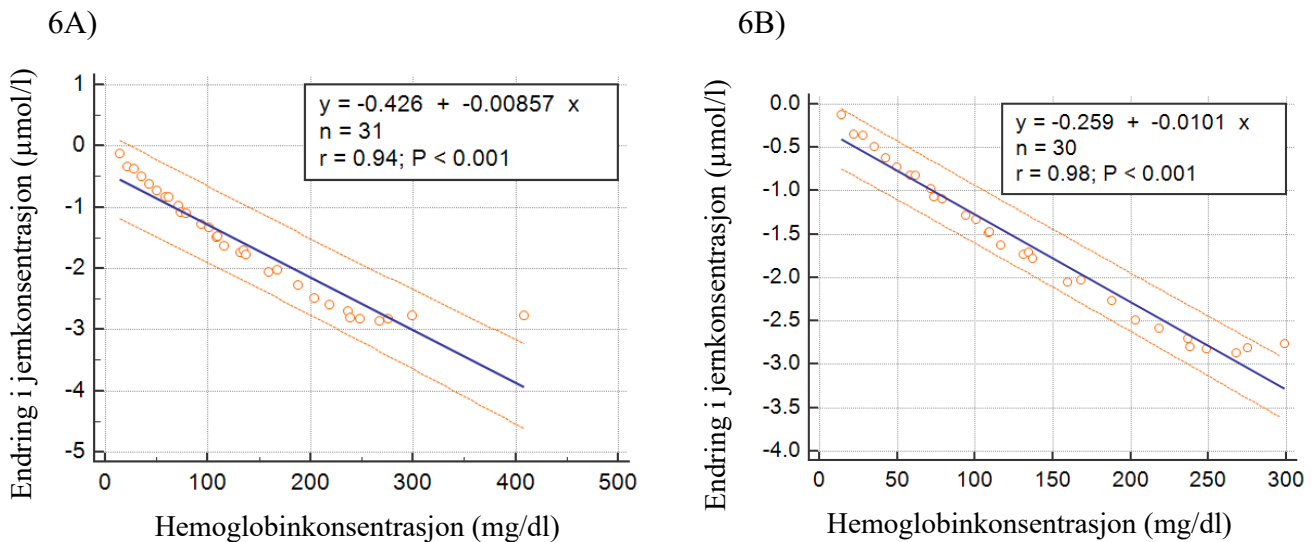 6A)
Endring i jernkonsentrasjon (µmol/l)
1
0
-1
-2
-3
-4
-5
y = -0.426 + -0.00857 x
n = 31
r = 0.94; P < 0.001
0 100 200 300 400 500
Hemoglobinkonsentrasjon (mg/dl)
6B)
Endring i jernkonsentrasjon (µmol/l)
0.0
-0.5
-1.0
-1.5
-2.0
-2.5
-3.0
-3.5
-4.0
y = -0.259 + -0.0101 x
n = 30
r = 0.98; P < 0.001
0 50 100 150 200 250 300
Hemoglobinkonsentrasjon (mg/dl)